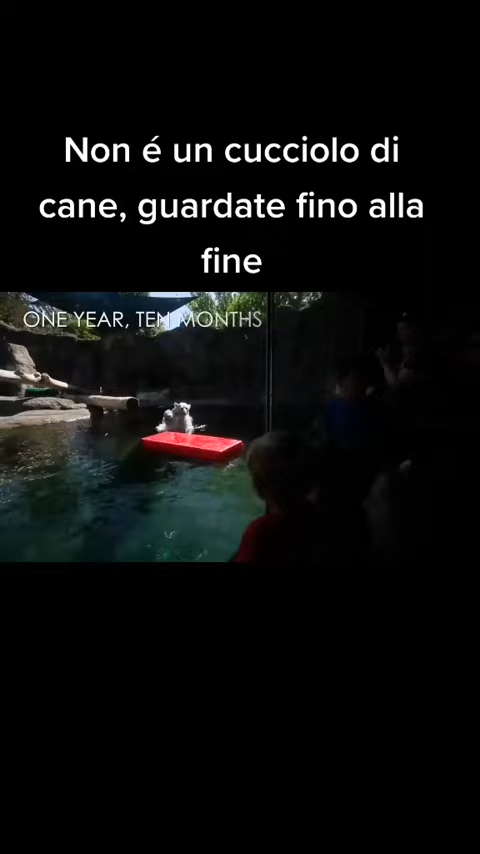 Non é un cucciolo di
cane, guardate fino alla
fine
ONE YEAR, TEN MONTHS